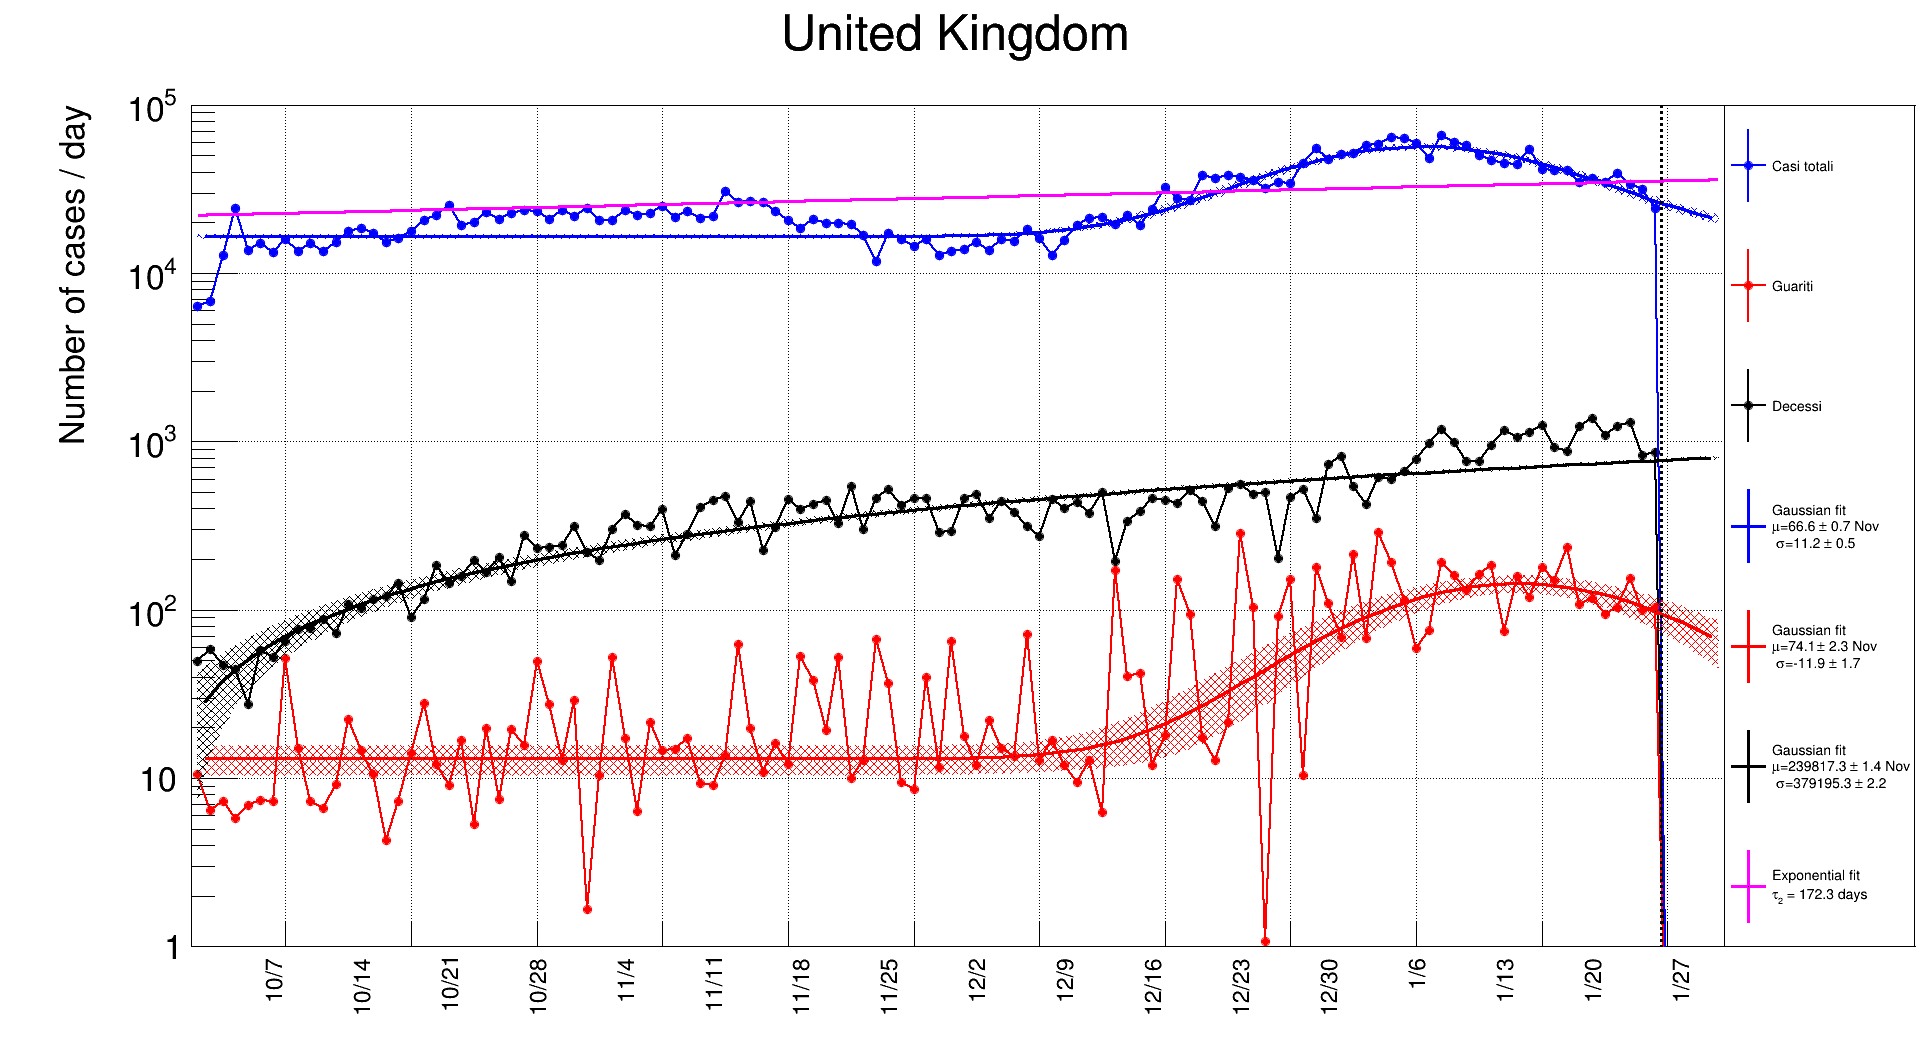 United Kingdom
Number of cases / day
10^5
10^4
10^3
10^2
10
1
10/7
10/14
10/21
10/28
11/4
11/11
11/18
11/25
12/2
12/9
12/16
12/23
12/30
1/6
1/13
1/20
1/27
Casi totali
Guariti
Decessi
Gaussian fit
μ=66.6 ± 0.7 Nov
σ=11.2 ± 0.5
Gaussian fit
μ=74.1 ± 2.3 Nov
σ=-11.9 ± 1.7
Gaussian fit
μ=239817.3 ± 1.4 Nov
σ=379195.3 ± 2.2
Exponential fit
τ₂ = 172.3 days